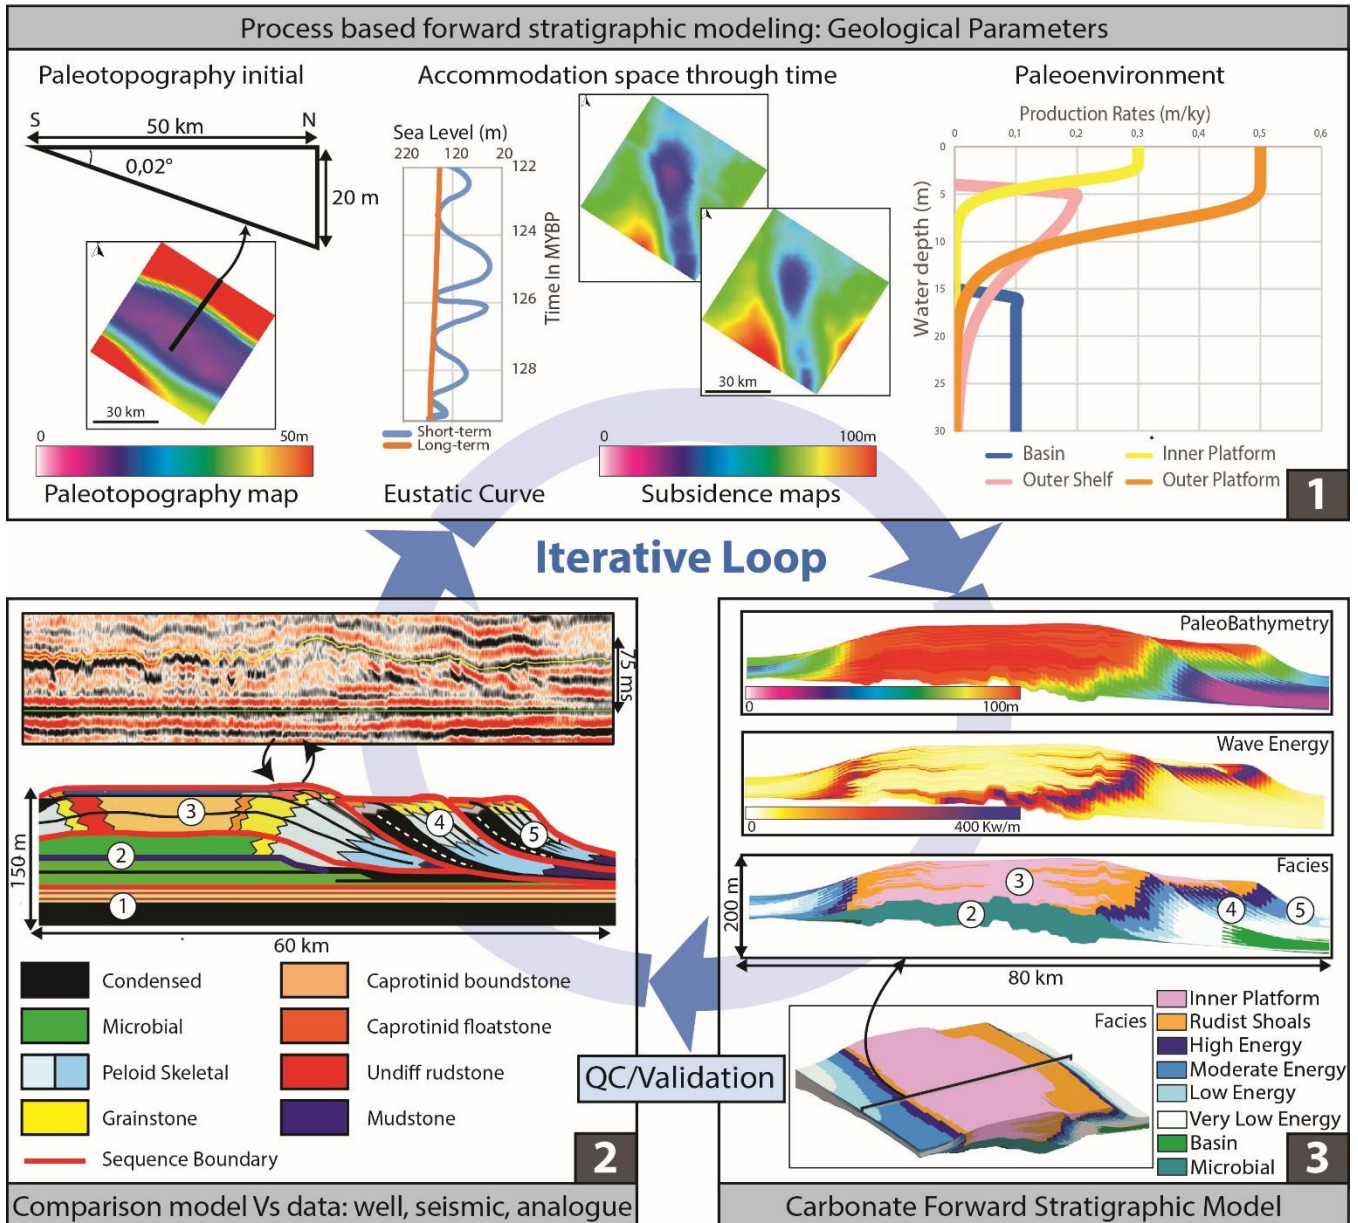 Process based forward stratigraphic modeling: Geological Parameters
Paleotopography initial
S
50 km
N
0,02°
20 m
30 km
0
50m
Paleotopography map
Accommodation space through time
Sea Level (m)
220 120 20
122
124
126
128
Time In MYBP
Short-term
Long-term
Eustatic Curve
30 km
30 km
0
100m
Subsidence maps
Paleoenvironment
Production Rates (m/ky)
0 0,1 0,2 0,3 0,4 0,5 0,6
0
5
10
15
20
25
30
Water depth (m)
Basin
Inner Platform
Outer Shelf
Outer Platform
1
Iterative Loop
75 ms
150 m
3
4
5
2
1
60 km
Condensed
Caprotinid boundstone
Microbial
Caprotinid floatstone
Peloid Skeletal
Undiff rudstone
Grainstone
Mudstone
Sequence Boundary
2
Comparison model Vs data: well, seismic, analogue
QC/Validation
PaleoBathymetry
0
100m
Wave Energy
0
400 Kw/m
Facies
200 m
3
2
4
5
80 km
Facies
Inner Platform
Rudist Shoals
High Energy
Moderate Energy
Low Energy
Very Low Energy
Basin
Microbial
3
Carbonate Forward Stratigraphic Model